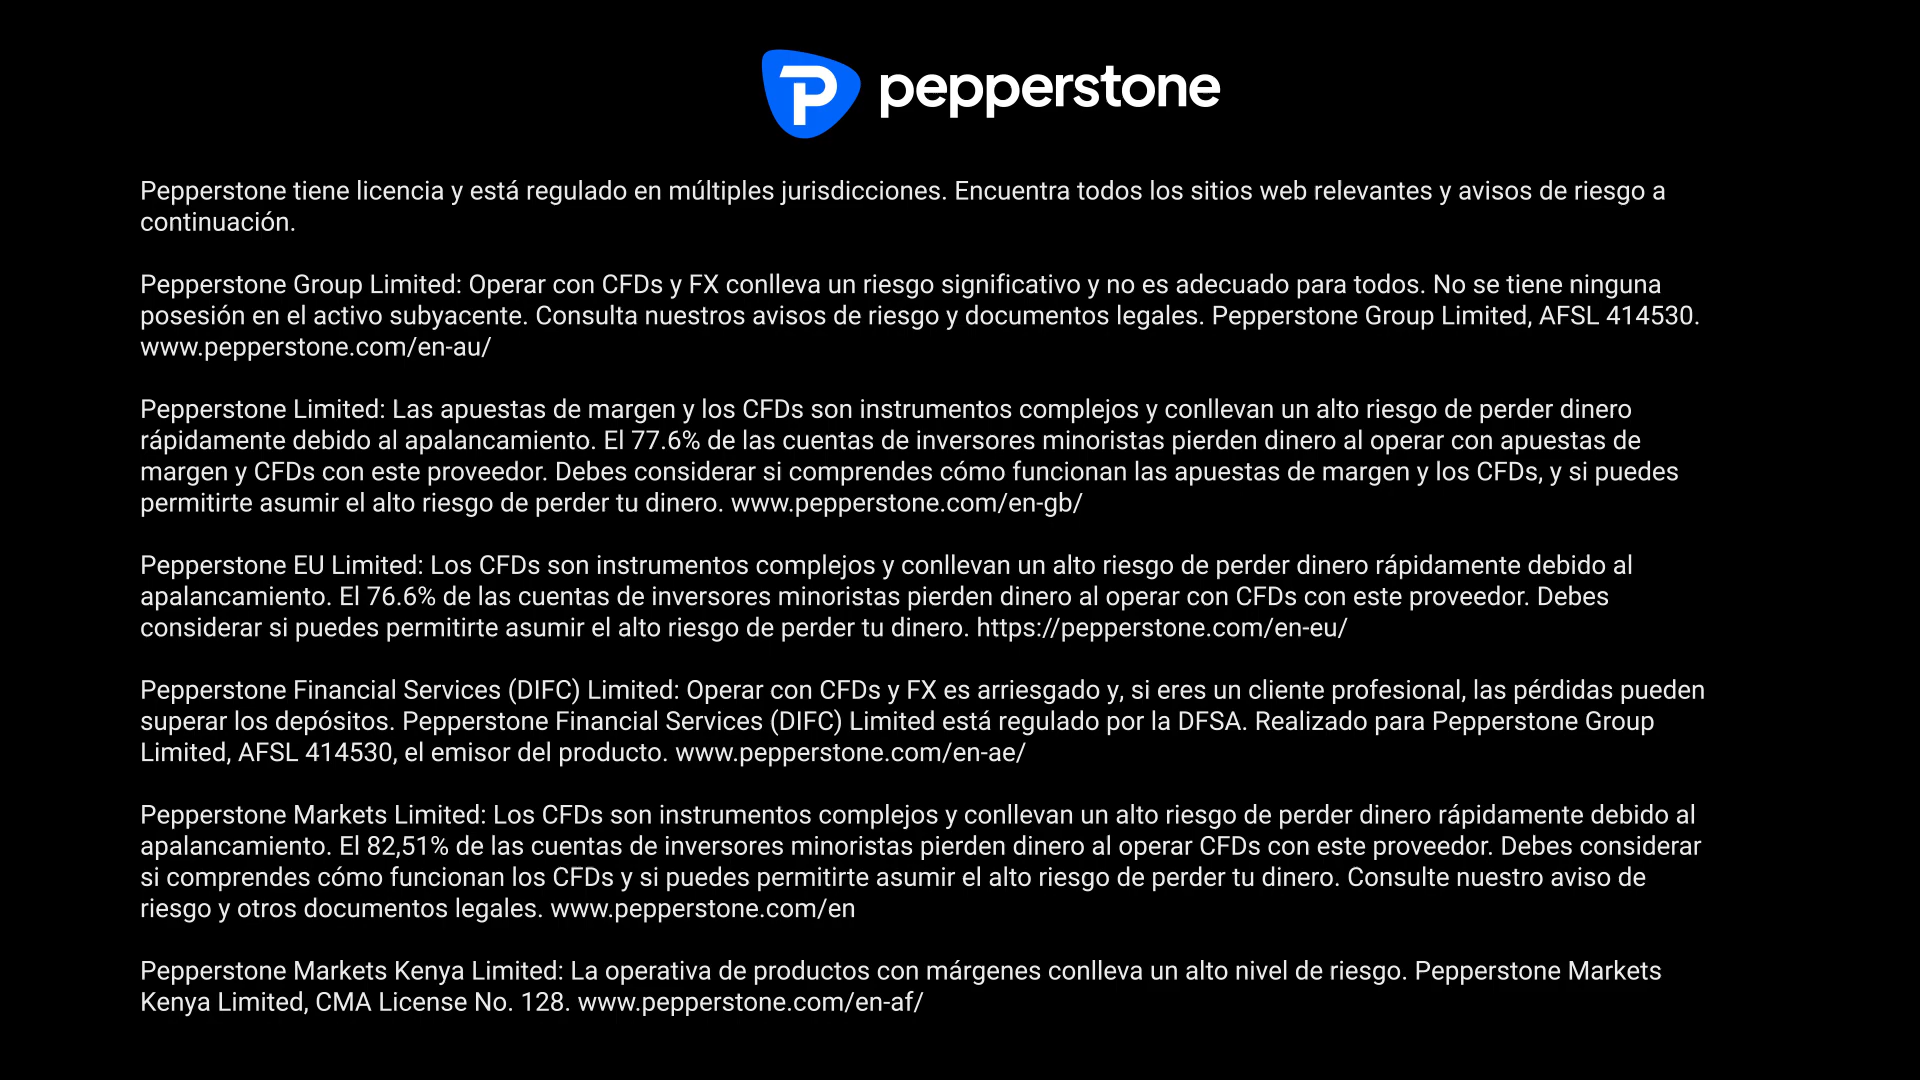 pepperstone
Pepperstone tiene licencia y está regulado en múltiples jurisdicciones. Encuentra todos los sitios web relevantes y avisos de riesgo a
continuación.
Pepperstone Group Limited: Operar con CFDs y FX conlleva un riesgo significativo y no es adecuado para todos. No se tiene ninguna
posesión en el activo subyacente. Consulta nuestros avisos de riesgo y documentos legales. Pepperstone Group Limited, AFSL 414530.
www.pepperstone.com/en-au/
Pepperstone Limited: Las apuestas de margen y los CFDs son instrumentos complejos y conllevan un alto riesgo de perder dinero
rápidamente debido al apalancamiento. El 77.6% de las cuentas de inversores minoristas pierden dinero al operar con apuestas de
margen y CFDs con este proveedor. Debes considerar si comprendes cómo funcionan las apuestas de margen y los CFDs, y si puedes
permitirte asumir el alto riesgo de perder tu dinero. www.pepperstone.com/en-gb/
Pepperstone EU Limited: Los CFDs son instrumentos complejos y conllevan un alto riesgo de perder dinero rápidamente debido al
apalancamiento. El 76.6% de las cuentas de inversores minoristas pierden dinero al operar con CFDs con este proveedor. Debes
considerar si puedes permitirte asumir el alto riesgo de perder tu dinero. https://pepperstone.com/en-eu/
Pepperstone Financial Services (DIFC) Limited: Operar con CFDs y FX es arriesgado y, si eres un cliente profesional, las pérdidas pueden
superar los depósitos. Pepperstone Financial Services (DIFC) Limited está regulado por la DFSA. Realizado para Pepperstone Group
Limited, AFSL 414530, el emisor del producto. www.pepperstone.com/en-ae/
Pepperstone Markets Limited: Los CFDs son instrumentos complejos y conllevan un alto riesgo de perder dinero rápidamente debido al
apalancamiento. El 82,51% de las cuentas de inversores minoristas pierden dinero al operar CFDs con este proveedor. Debes considerar
si comprendes cómo funcionan los CFDs y si puedes permitirte asumir el alto riesgo de perder tu dinero. Consulte nuestro aviso de
riesgo y otros documentos legales. www.pepperstone.com/en
Pepperstone Markets Kenya Limited: La operativa de productos con márgenes conlleva un alto nivel de riesgo. Pepperstone Markets
Kenya Limited, CMA License No. 128. www.pepperstone.com/en-af/